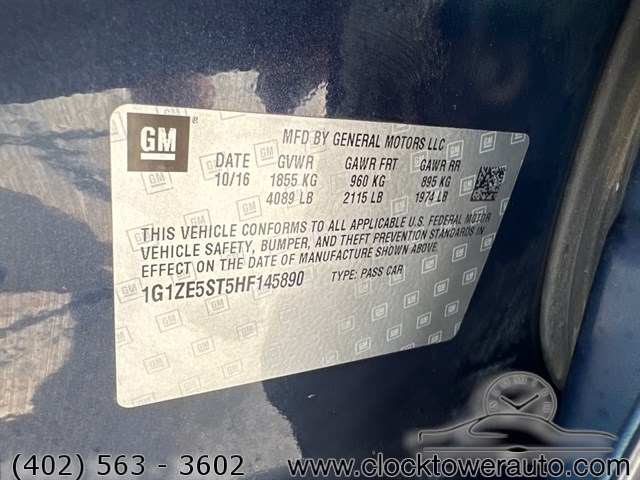 GM ®
MFD BY GENERAL MOTORS LLC
DATE GVWR GAWR FRT GAWR RR
10/16 1855 KG 960 KG 895 KG
4089 LB 2115 LB 1974 LB
THIS VEHICLE CONFORMS TO ALL APPLICABLE U.S. FEDERAL MOTOR
VEHICLE SAFETY, BUMPER, AND THEFT PREVENTION STANDARDS IN
EFFECT ON THE DATE OF MANUFACTURE SHOWN ABOVE.
1G1ZE5ST5HF145890 TYPE: PASS CAR
(402) 563 - 3602 www.clocktowerauto.com